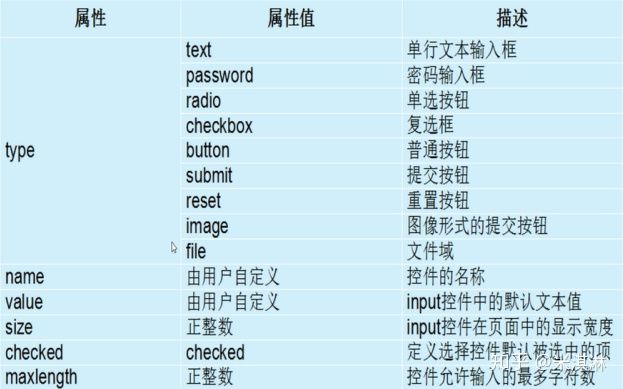 属性 属性值 描述
text 单行文本输入框
password 密码输入框
radio 单选按钮
checkbox 复选框
type button 普通按钮
submit 提交按钮
reset 重置按钮
image 图像形式的提交按钮
file 文件域
name 由用户自定义 控件的名称
value 由用户自定义 input控件中的默认文本值
size 正整数 input控件在页面中的显示宽度
checked checked 定义选择控件默认被选中的项
maxlength 正整数 控件允许输入的最多字符数
知乎